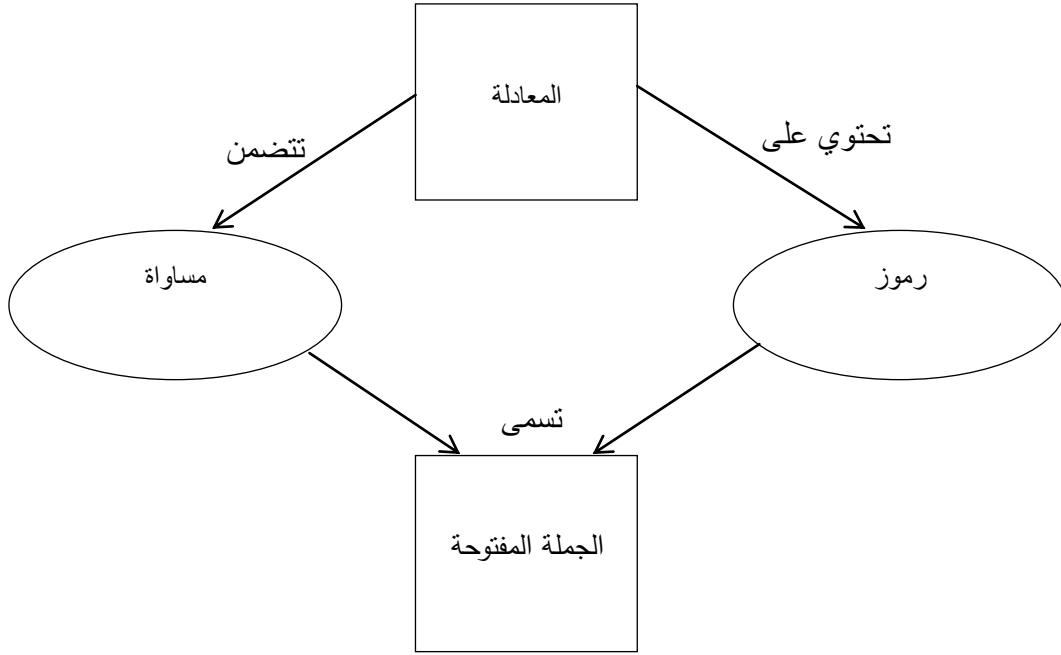 المعادلة
تحتوي على
تتضمن
رموز
مساواة
تسمى
الجملة المفتوحة